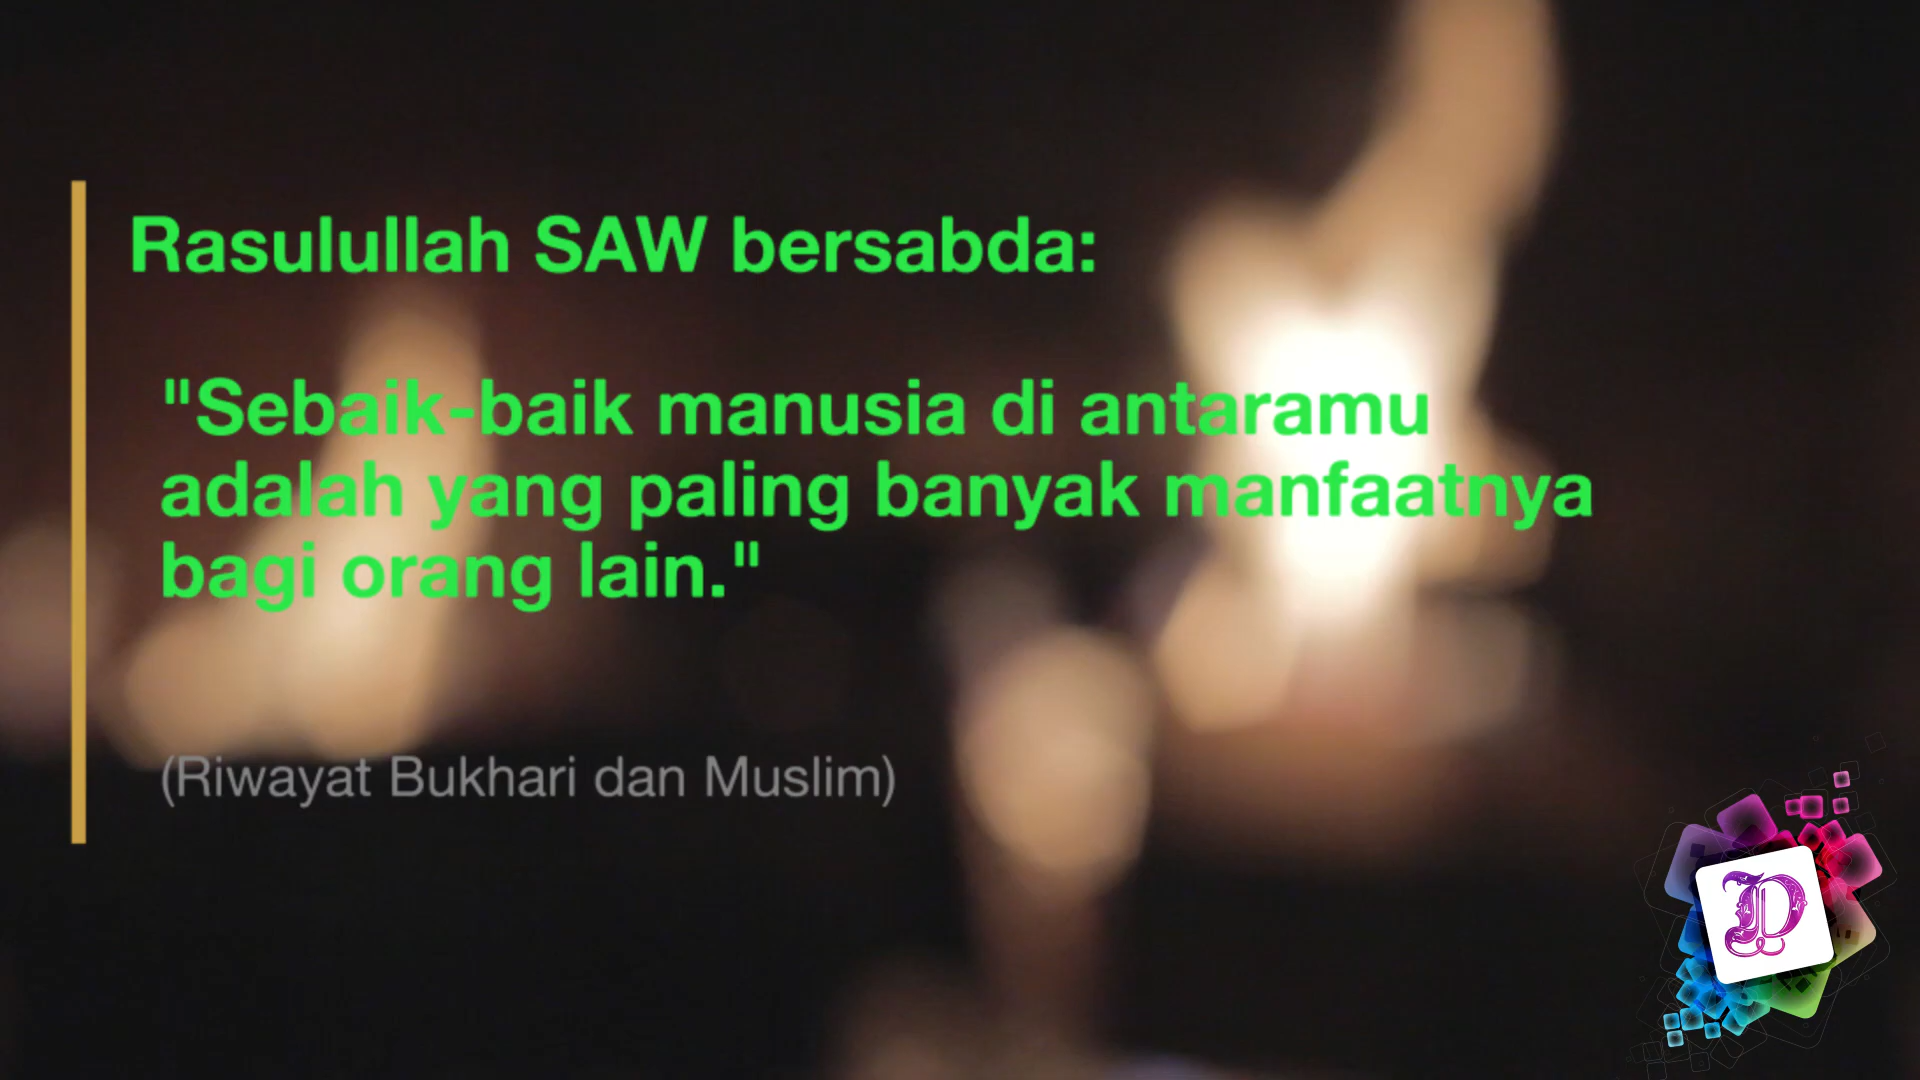 Rasulullah SAW bersabda:
"Sebaik-baik manusia di antaramu
adalah yang paling banyak manfaatnya
bagi orang lain."
(Riwayat Bukhari dan Muslim)
D